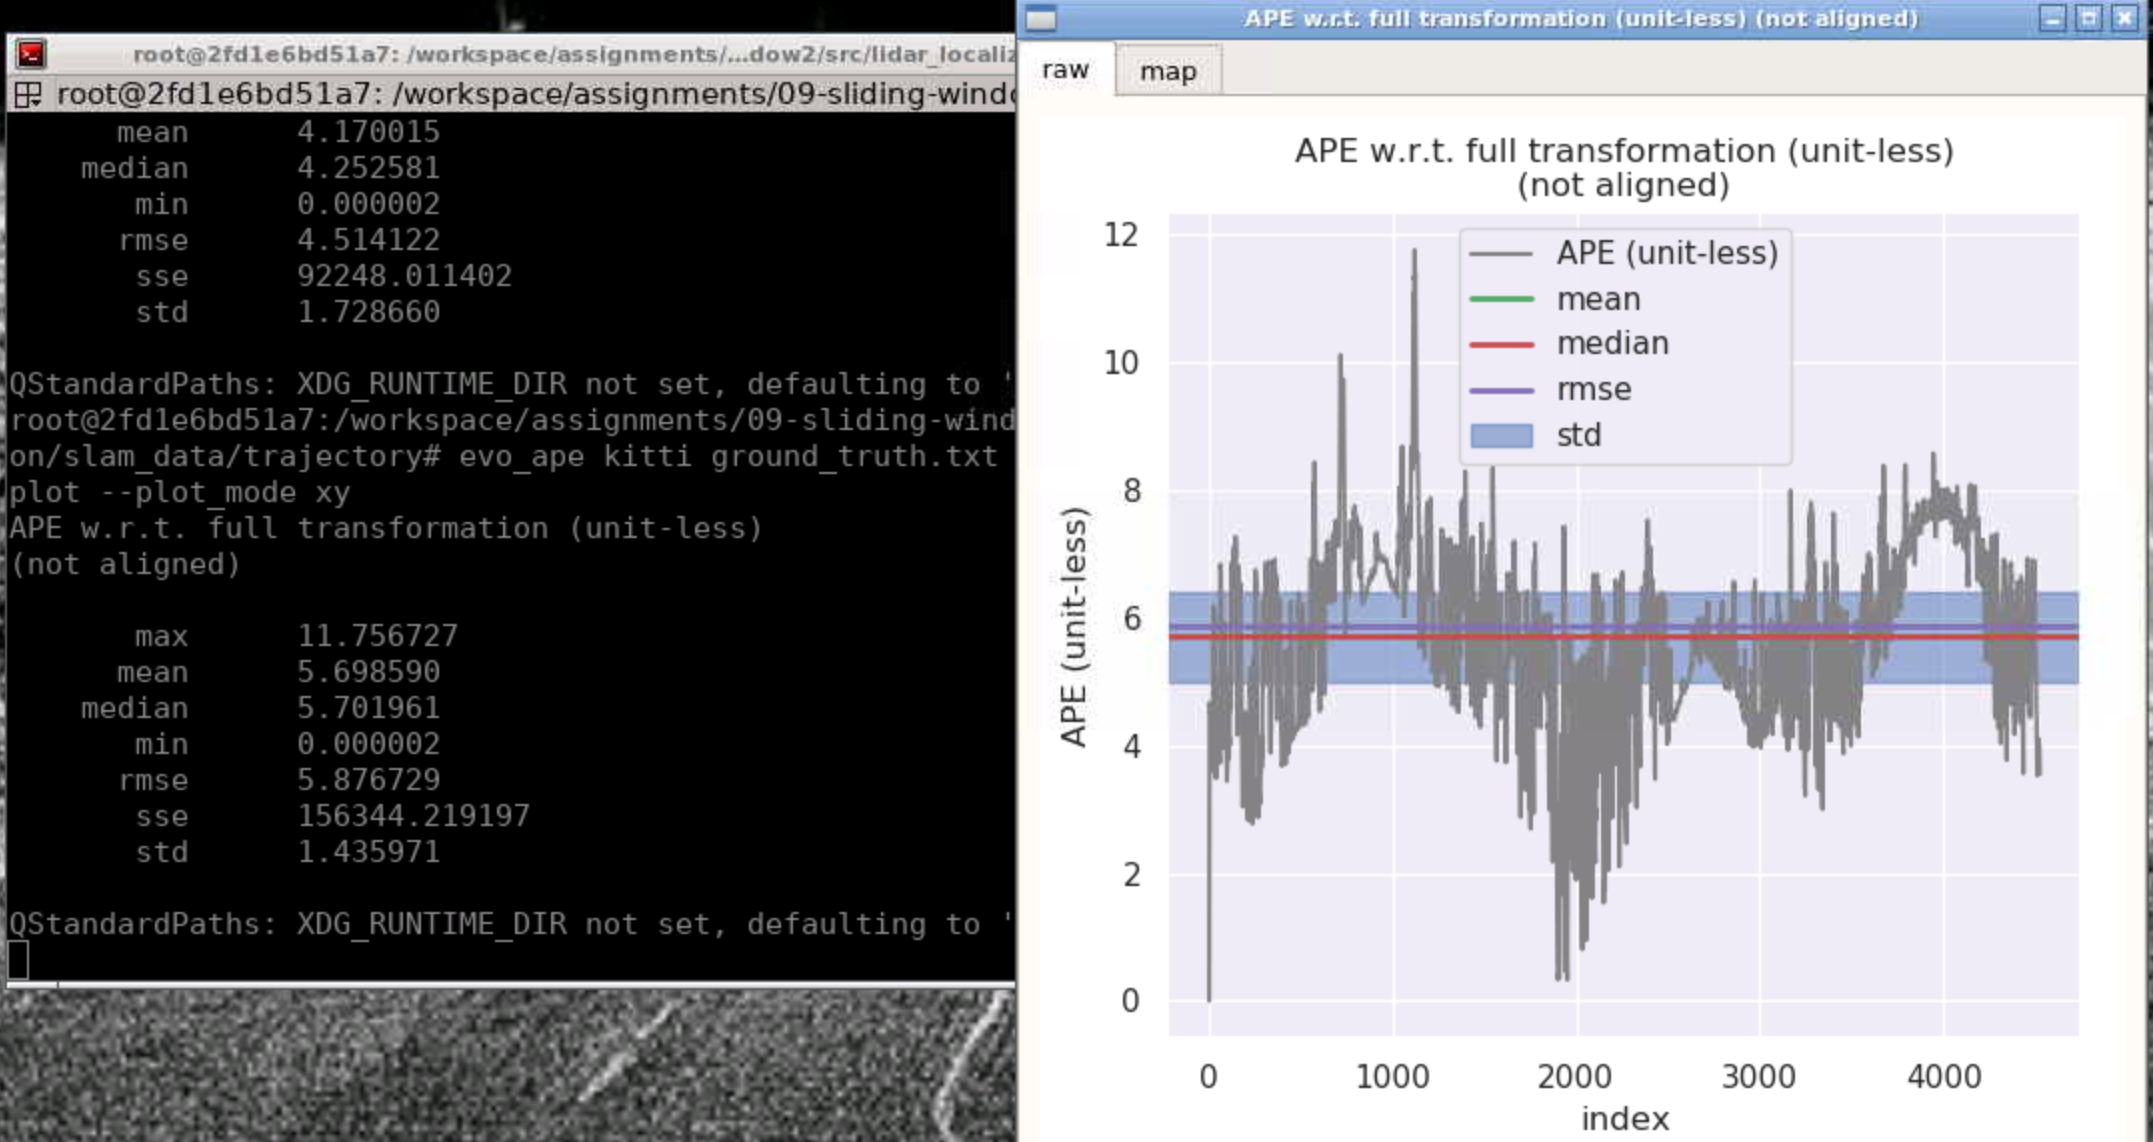 root@2fd1e6bd51a7: /workspace/assignments/...dow2/src/lidar_localiz
root@2fd1e6bd51a7: /workspace/assignments/09-sliding-windo
mean 4.170015
median 4.252581
min 0.000002
rmse 4.514122
sse 92248.011402
std 1.728660
QStandardPaths: XDG_RUNTIME_DIR not set, defaulting to '
root@2fd1e6bd51a7:/workspace/assignments/09-sliding-wind
on/slam_data/trajectory# evo_ape kitti ground_truth.txt
plot --plot_mode xy
APE w.r.t. full transformation (unit-less)
(not aligned)
max 11.756727
mean 5.698590
median 5.701961
min 0.000002
rmse 5.876729
sse 156344.219197
std 1.435971
QStandardPaths: XDG_RUNTIME_DIR not set, defaulting to '
APE w.r.t. full transformation (unit-less) (not aligned)
raw map
APE w.r.t. full transformation (unit-less)
(not aligned)
APE (unit-less)
mean
median
rmse
std
APE (unit-less)
12
10
8
6
4
2
0
0 1000 2000 3000 4000
index